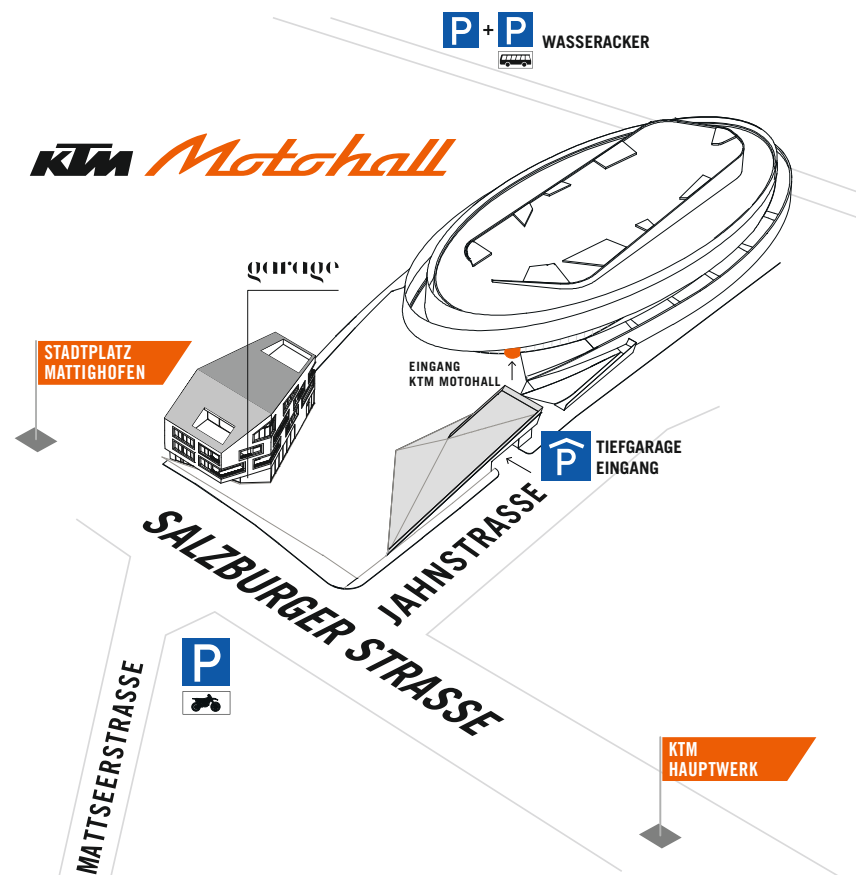 P + P WASSERACKER
KTM Motohall
garage
STADTPLATZ
MATTIGHOFEN
EINGANG
KTM MOTOHALL
P
TIEFGARAGE
EINGANG
SALZBURGER STRASSE
JAHNSTRASSE
P
MATTSEERSTRASSE
KTM
HAUPTWERK